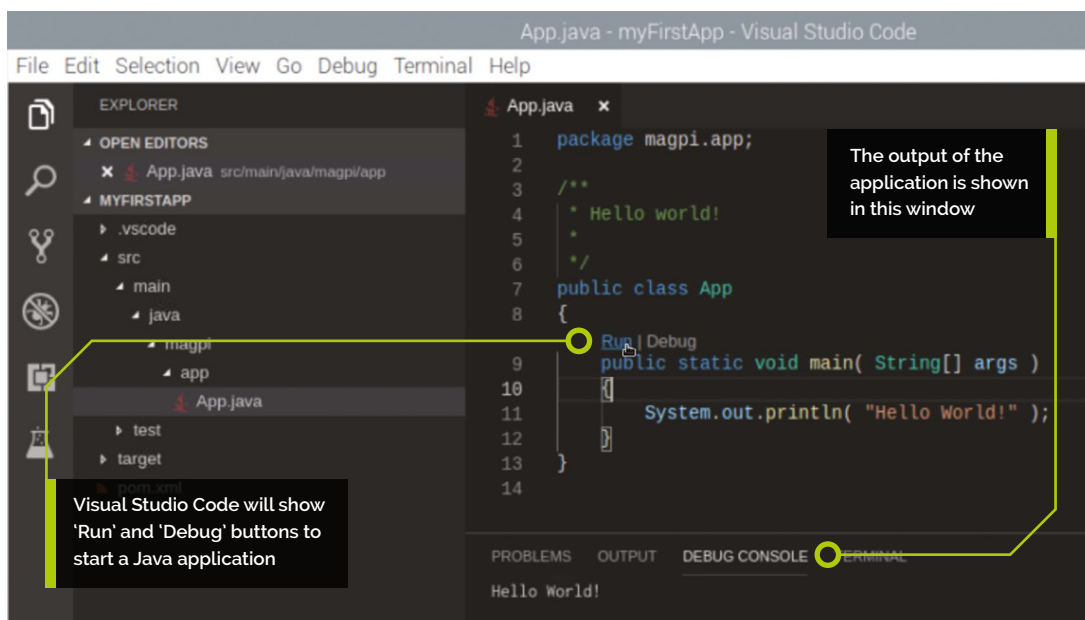 App.java - myFirstApp - Visual Studio Code
File Edit Selection View Go Debug Terminal Help
EXPLORER
OPEN EDITORS
App.java src/main/java/magpi/app
MYFIRSTAPP
.vscode
src
main
java
magpi
app
App.java
test
target
pom.xml
Visual Studio Code will show
‘Run’ and ‘Debug’ buttons to
start a Java application
App.java
1 package magpi.app;
2
3 /**
4 * Hello world!
5 *
6 */
7 public class App
8 {
Run | Debug
9 public static void main( String[] args )
10 {
11 System.out.println( "Hello World!" );
12 }
13 }
14
The output of the
application is shown
in this window
PROBLEMS OUTPUT DEBUG CONSOLE TERMINAL
Hello World!